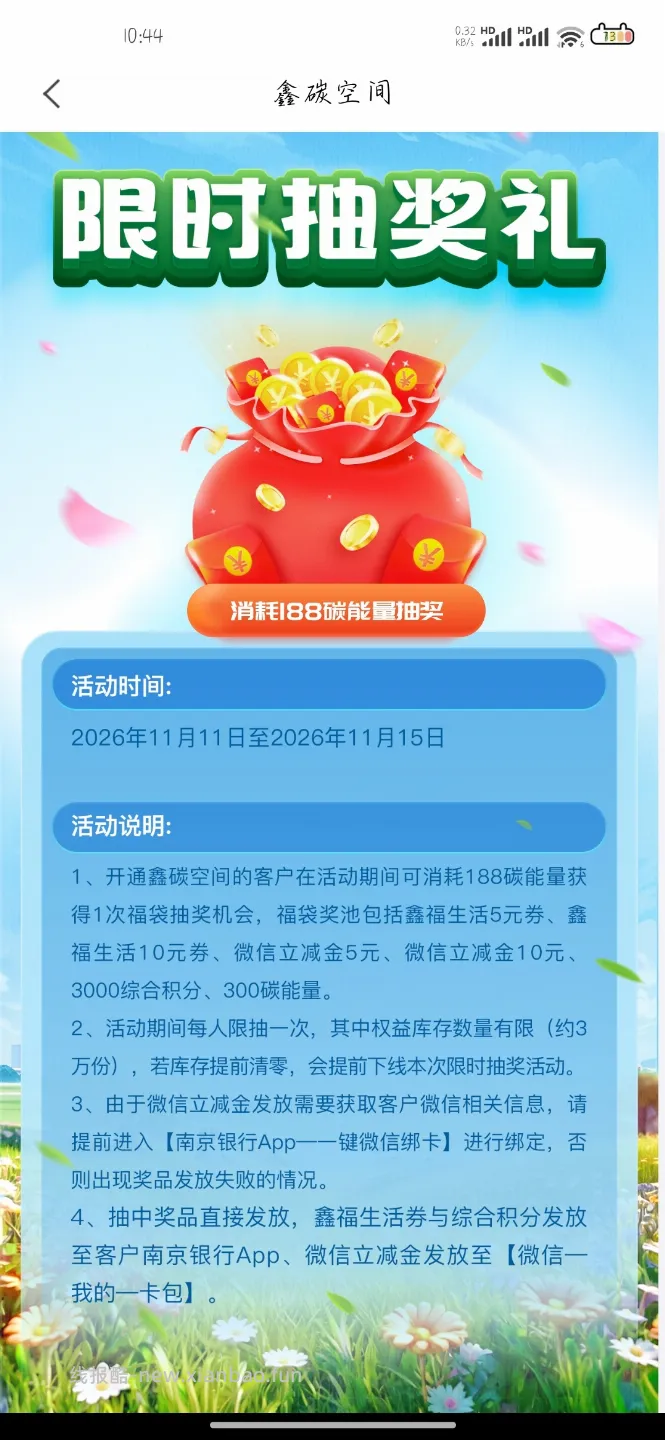 10:44
0.32
KB/s
HD
HD
6
73
鑫碳空间
限时抽奖礼
消耗188碳能量抽奖
活动时间:
2026年11月11日至2026年11月15日
活动说明:
1、开通鑫碳空间的客户在活动期间可消耗188碳能量获
得1次福袋抽奖机会，福袋奖池包括鑫福生活5元券、鑫
福生活10元券、微信立减金5元、微信立减金10元、
3000综合积分、300碳能量。
2、活动期间每人限抽一次，其中权益库存数量有限（约3
万份），若库存提前清零，会提前下线本次限时抽奖活动。
3、由于微信立减金发放需要获取客户微信相关信息，请
提前进入【南京银行App——一键微信绑卡】进行绑定，否
则出现奖品发放失败的情况。
4、抽中奖品直接发放，鑫福生活券与综合积分发放
至客户南京银行App、微信立减金发放至【微信—
我的—卡包】。
线报酷-new.xianbao.fun